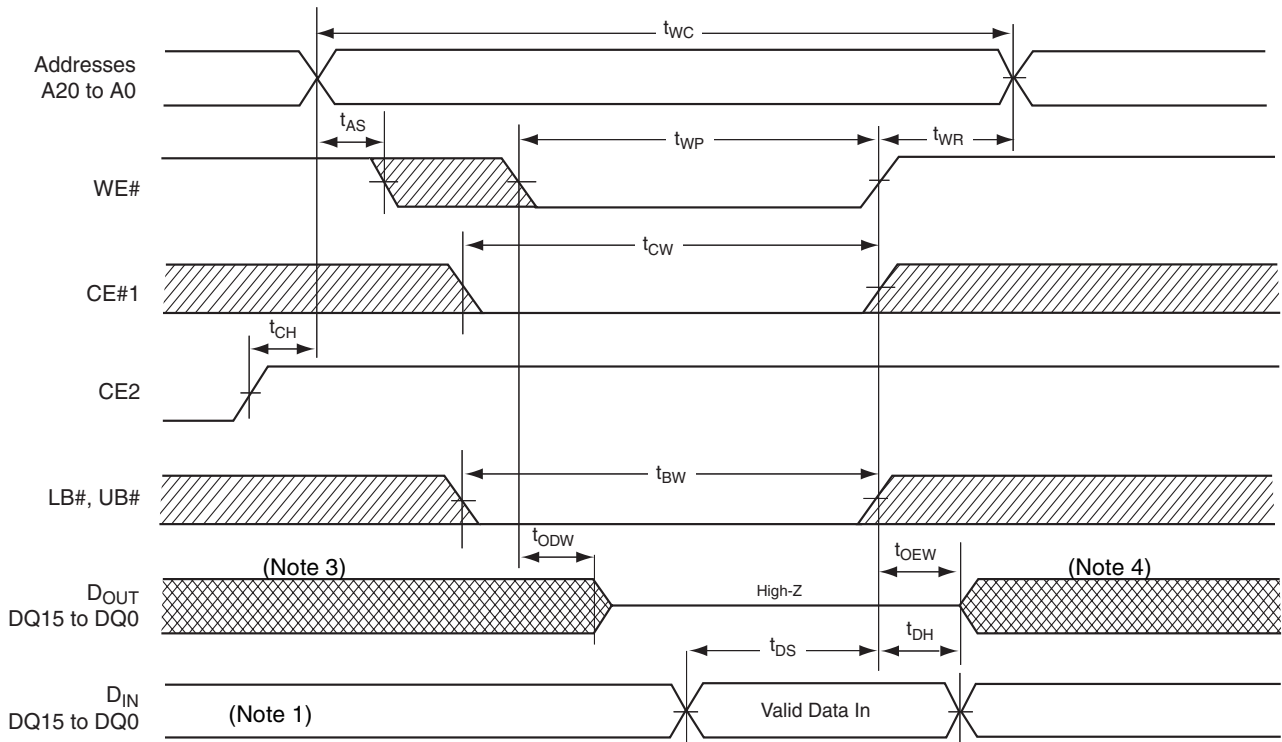 tWC
Addresses
A20 to A0
tAS
tWP
tWR
WE#
tCW
CE#1
tCH
CE2
tBW
LB#, UB#
tODW
tOEW
(Note 3)
(Note 4)
DOUT
DQ15 to DQ0
High-Z
tDS
tDH
DIN
DQ15 to DQ0
(Note 1)
Valid Data In